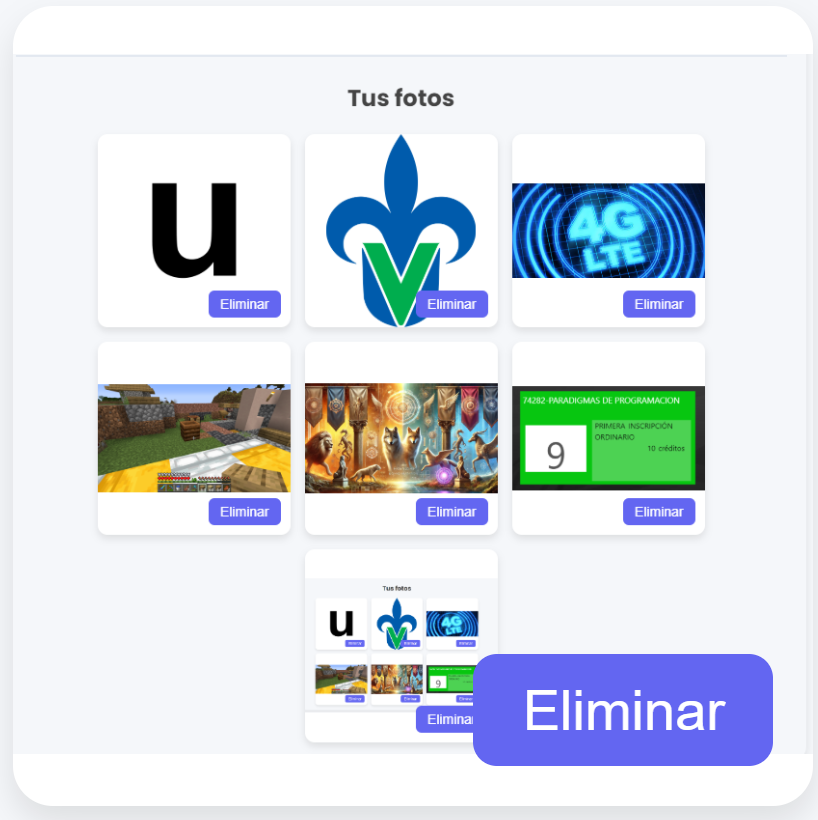 Tus fotos
u
Eliminar
V
Eliminar
4G
LTE
Eliminar
Eliminar
Eliminar
74282-PARADIGMAS DE PROGRAMACION
PRIMERA INSCRIPCIÓN
ORDINARIO
9
10 créditos
Eliminar
Tus fotos
u
V
4G
LTE
9
Eliminar
Eliminar